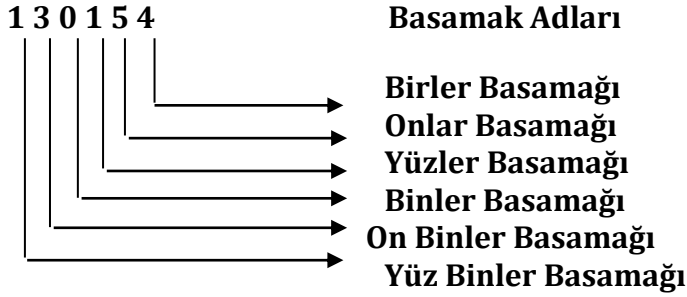 1 3 0 1 5 4 Basamak Adları
Birler Basamağı
Onlar Basamağı
Yüzler Basamağı
Binler Basamağı
On Binler Basamağı
Yüz Binler Basamağı